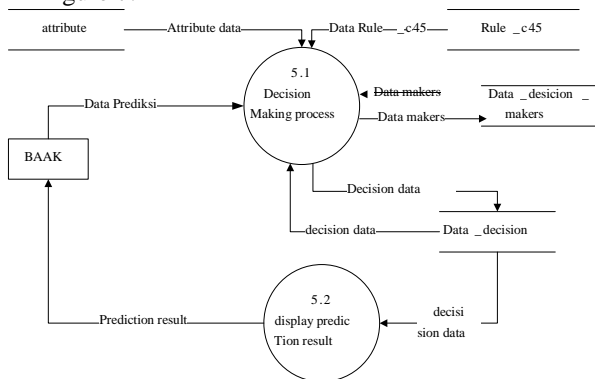 attribute
Attribute data
Data Rule _c45
Rule _c45
5.1
Decision
Making process
Data makers
Data makers
Data _desicion _
makers
Data Prediksi
BAAK
Decision data
decision data
Data _decision
5.2
display predic
Tion result
Prediction result
decisi
sion data